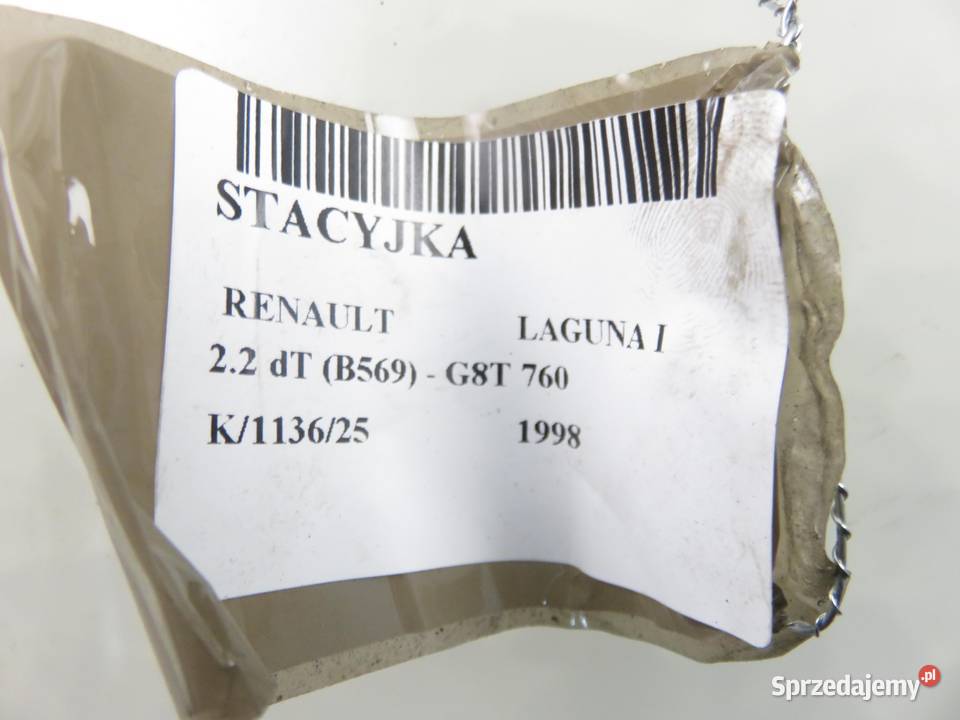 STACYJKA
RENAULT LAGUNA I
2.2 dT (B569) - G8T 760
K/1136/25 1998
Sprzedajemy.pl